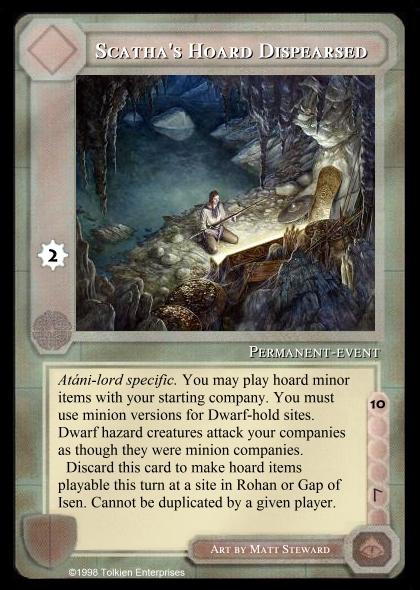 SCATHA'S HOARD DISPEARSED
2
PERMANENT-EVENT
Atáni-lord specific. You may play hoard minor
items with your starting company. You must
use minion versions for Dwarf-hold sites.
Dwarf hazard creatures attack your companies
as though they were minion companies.
Discard this card to make hoard items
playable this turn at a site in Rohan or Gap of
Isen. Cannot be duplicated by a given player.
10
7
ART BY MATT STEWARD
©1998 Tolkien Enterprises